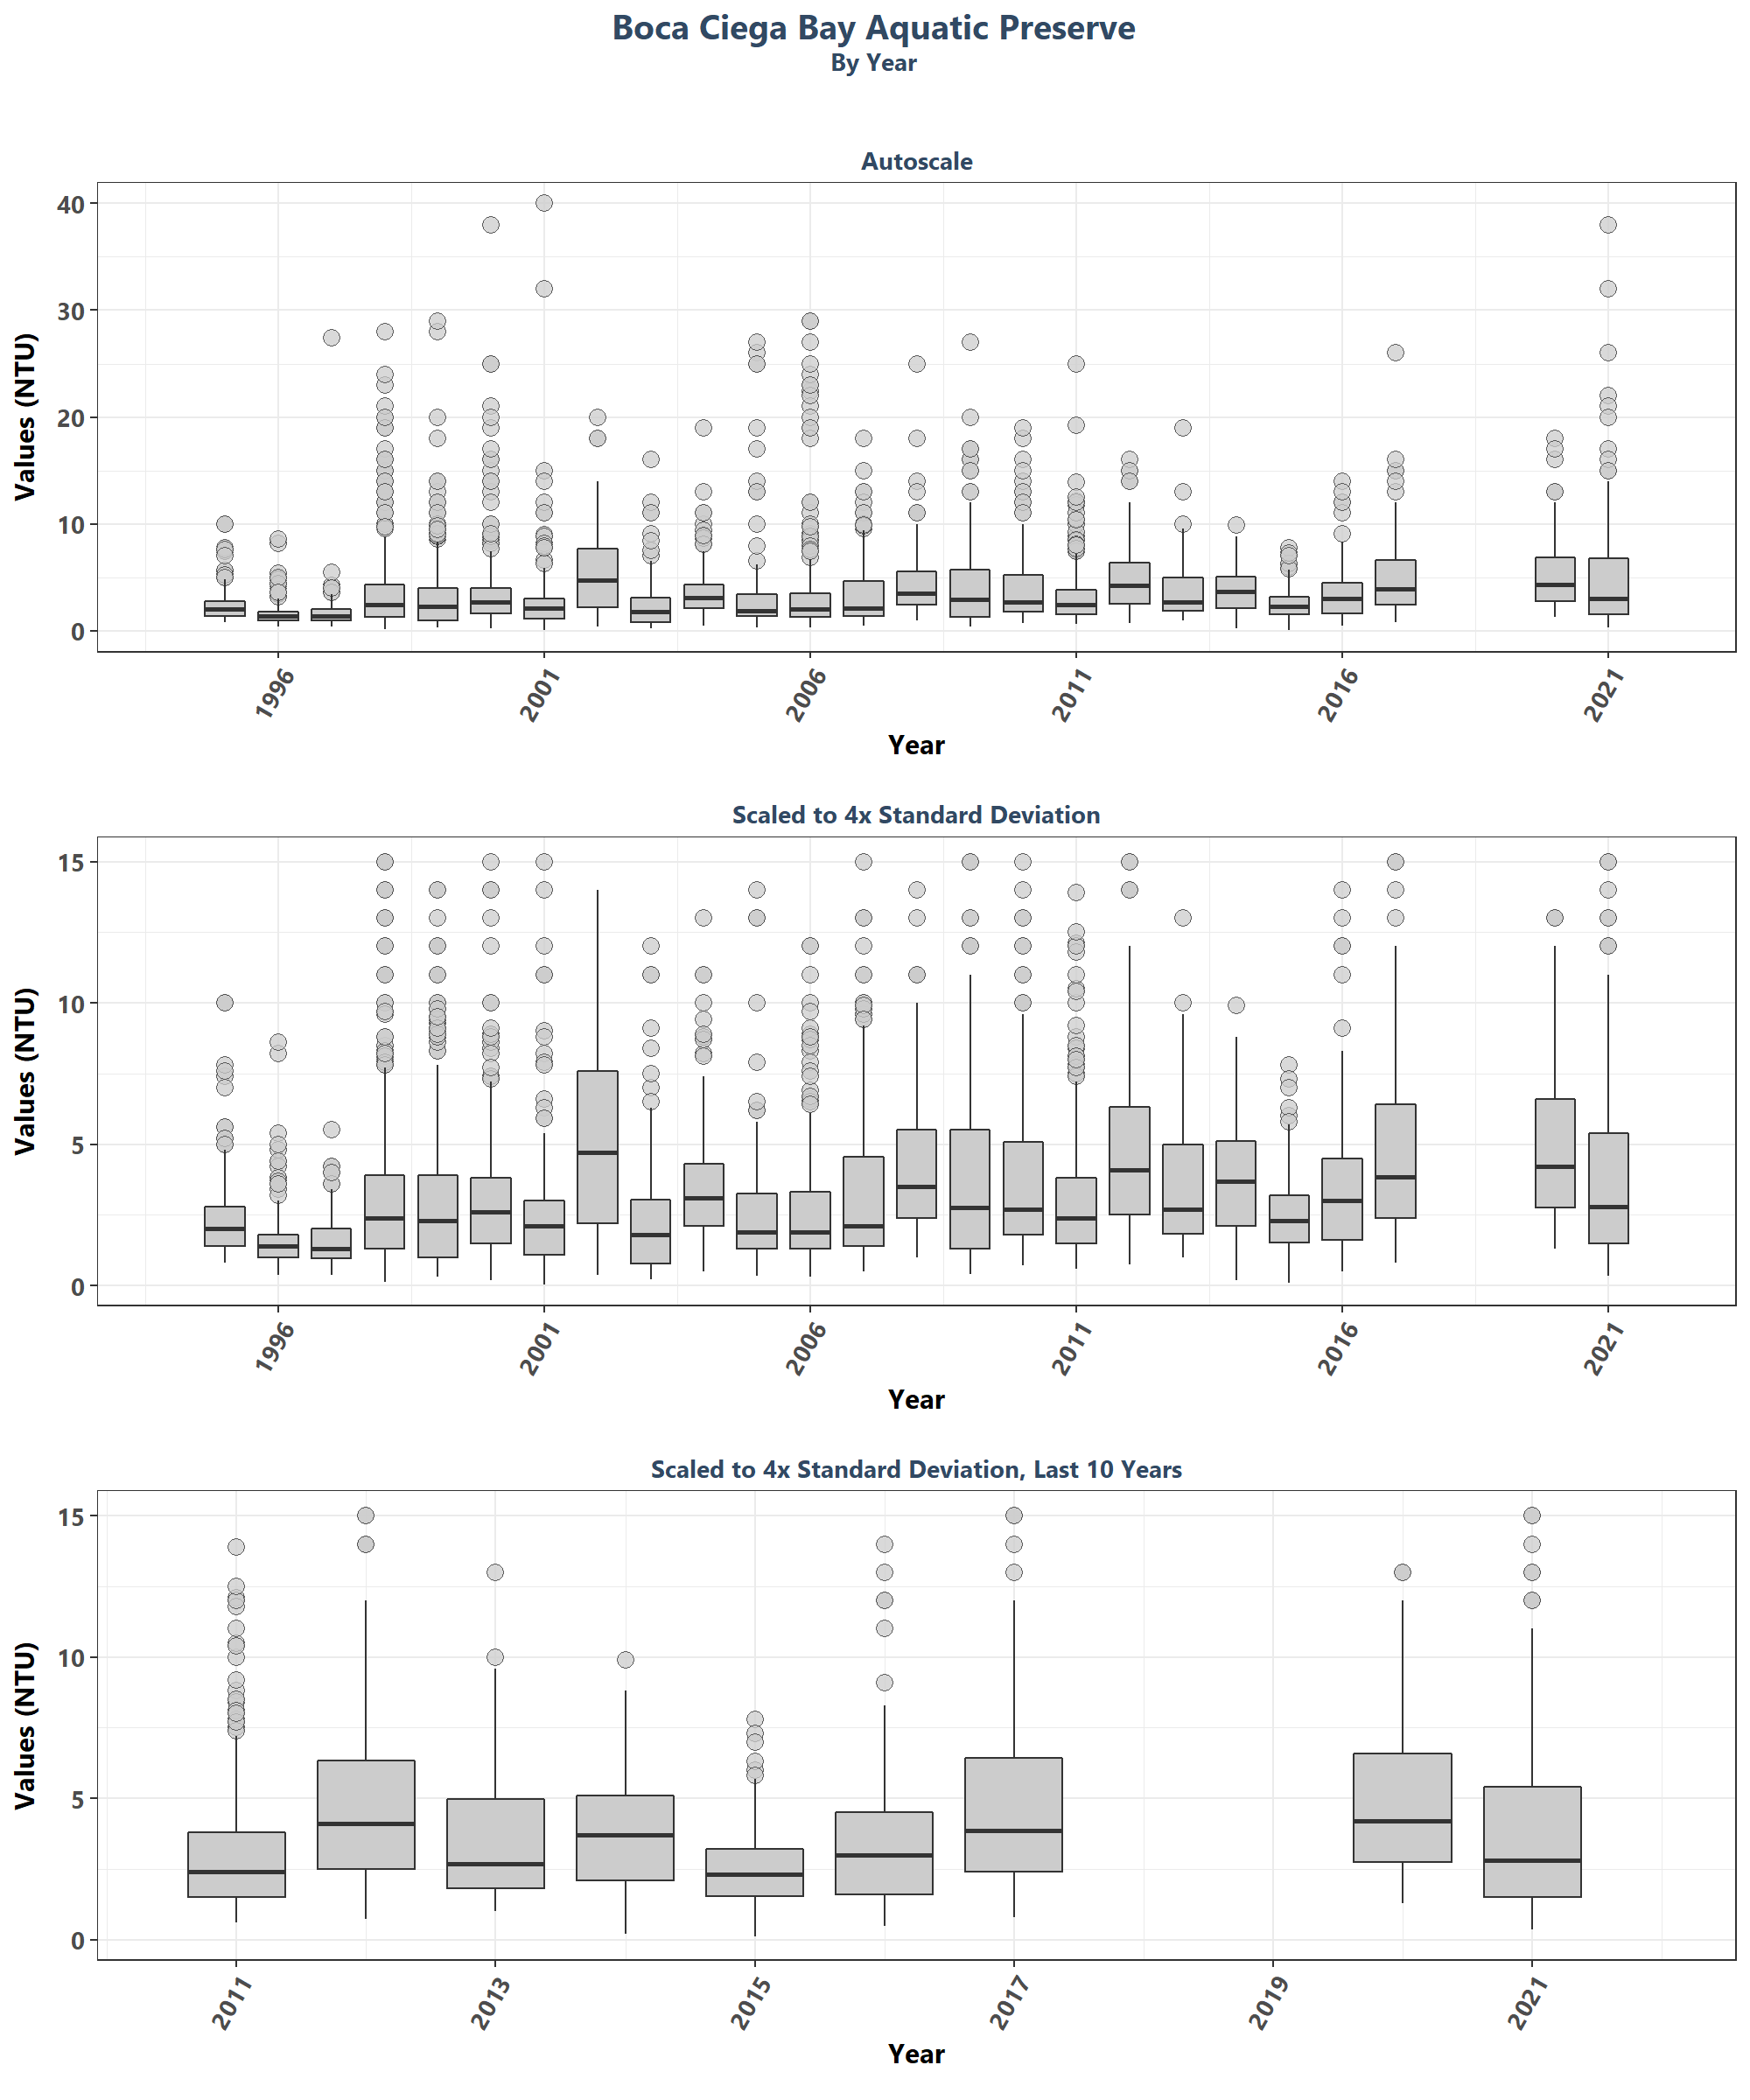 Boca Ciega Bay Aquatic Preserve
By Year
Autoscale
Values (NTU)
40
30
20
10
0
1996
2001
2006
2011
2016
2021
Year
Scaled to 4x Standard Deviation
Values (NTU)
15
10
5
0
1996
2001
2006
2011
2016
2021
Year
Scaled to 4x Standard Deviation, Last 10 Years
Values (NTU)
15
10
5
0
2011
2013
2015
2017
2019
2021
Year